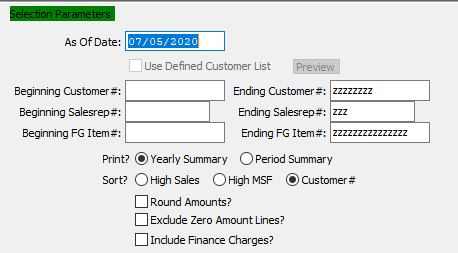 Selection Parameters
As Of Date: 07/05/2020
Use Defined Customer List Preview
Beginning Customer#: Ending Customer#: zzzzzzzz
Beginning Salesrep#: Ending Salesrep#: zzz
Beginning FG Item#: Ending FG Item#: zzzzzzzzzzzzzzz
Print? Yearly Summary Period Summary
Sort? High Sales High MSF Customer#
Round Amounts?
Exclude Zero Amount Lines?
Include Finance Charges?